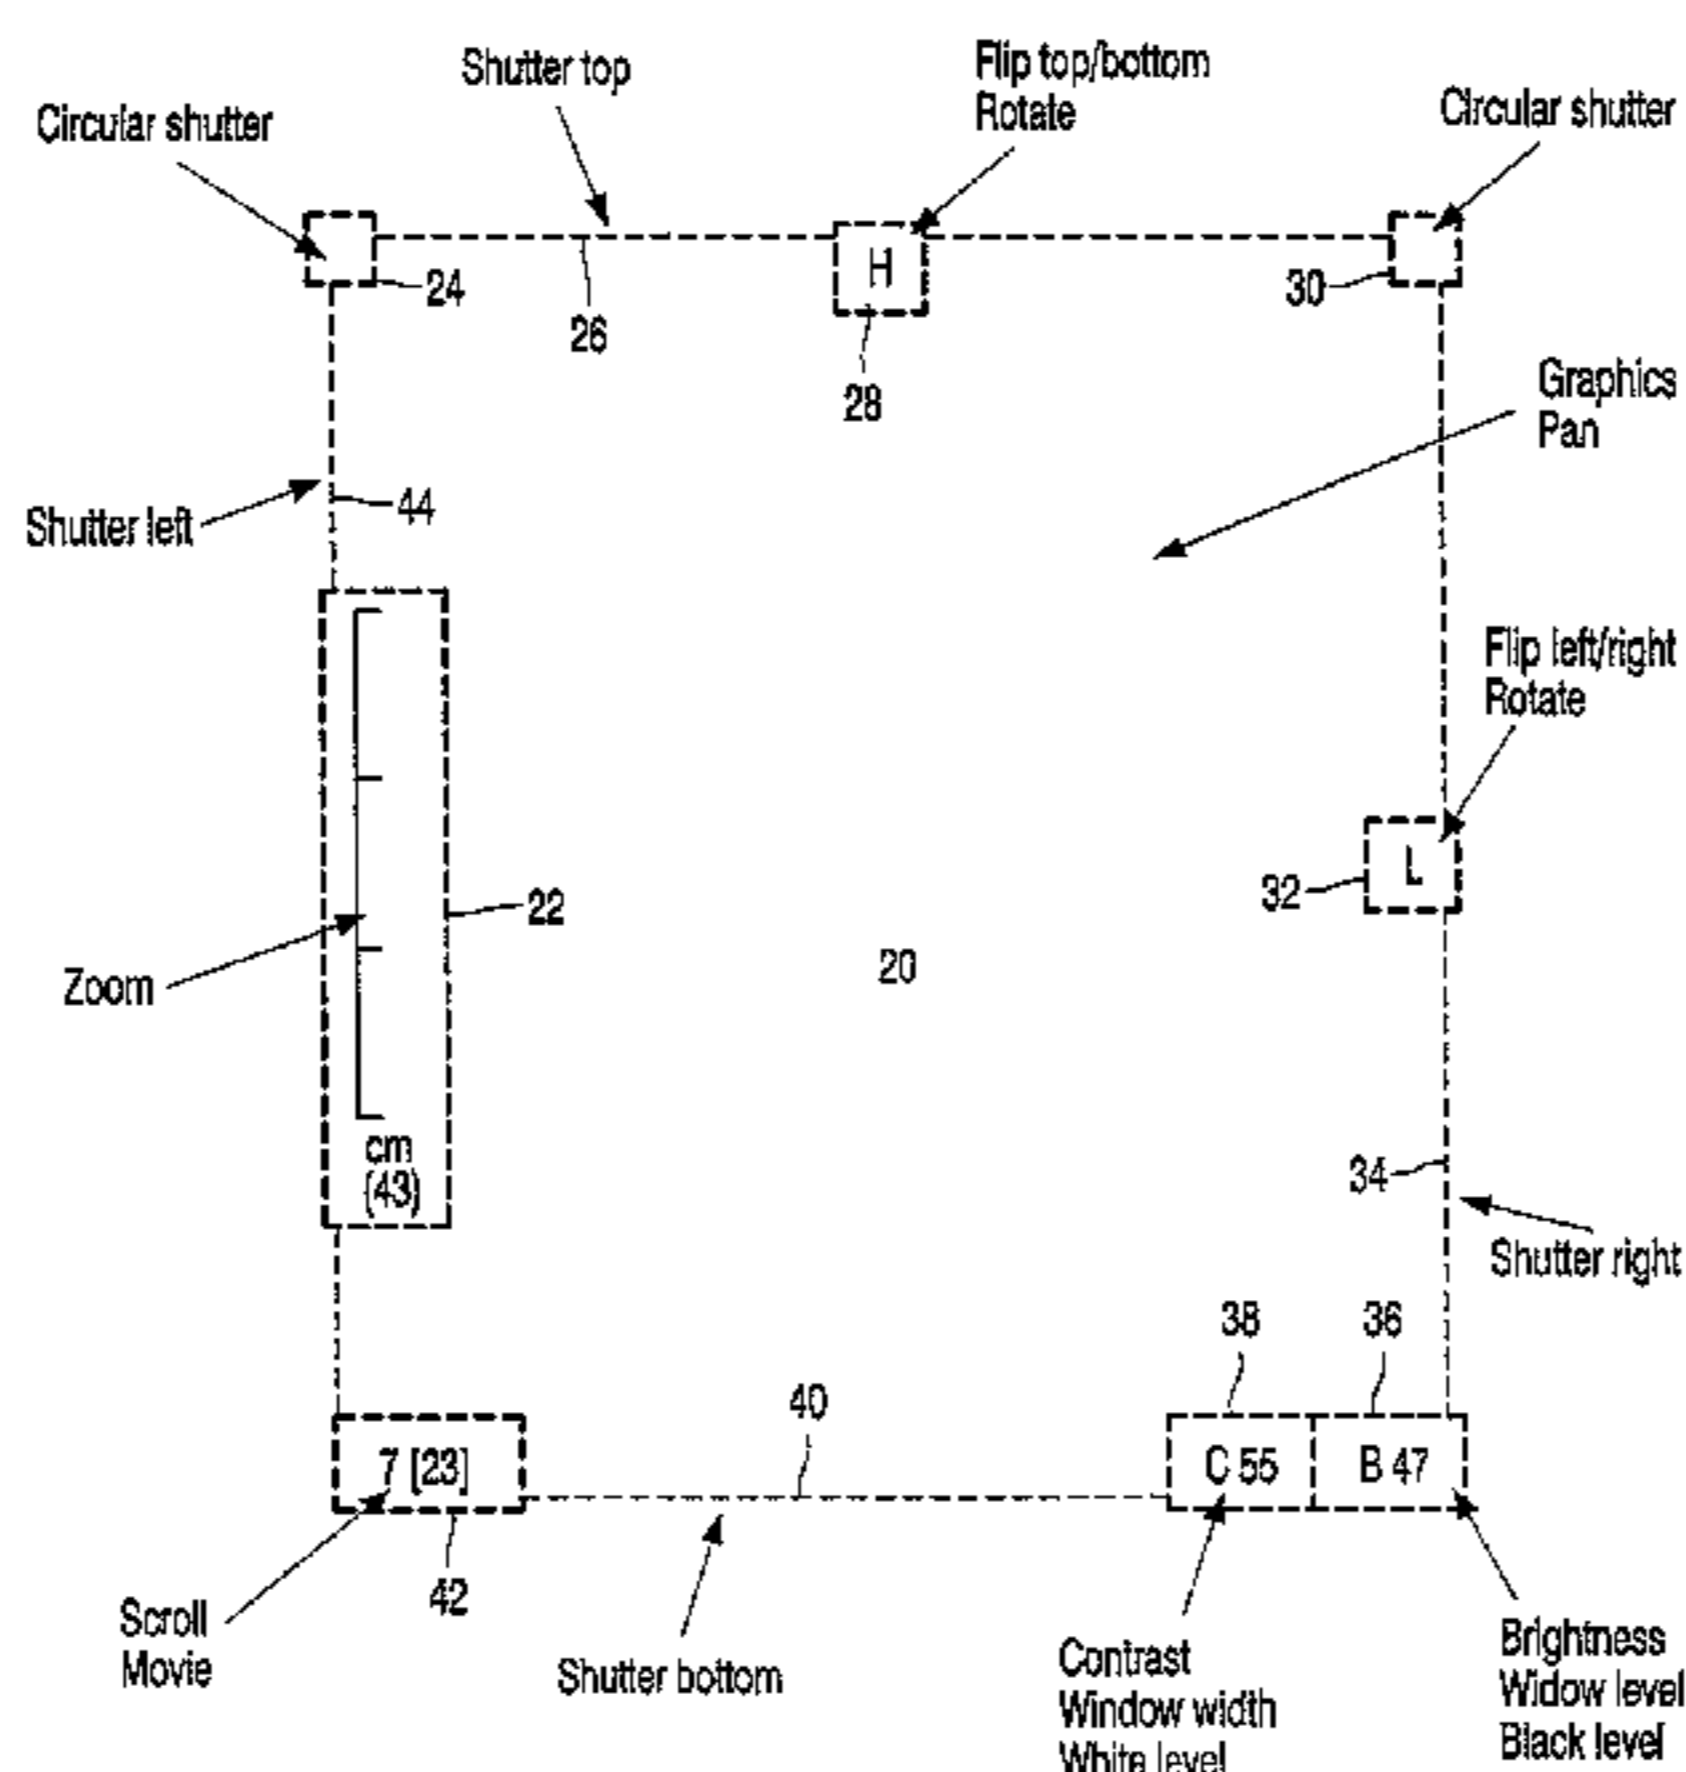 Shutter top
Flip top/bottom
Rotate
Circular shutter
Circular shutter
H
24
30
26
28
Graphics
Pan
44
Shutter left
Flip left/right
Rotate
L
32
22
20
Zoom
cm
(43)
34
Shutter right
38
36
40
7 [23]
C 55
B 47
42
Scroll
Movie
Shutter bottom
Contrast
Window width
White level
Brightness
Widow level
Black level